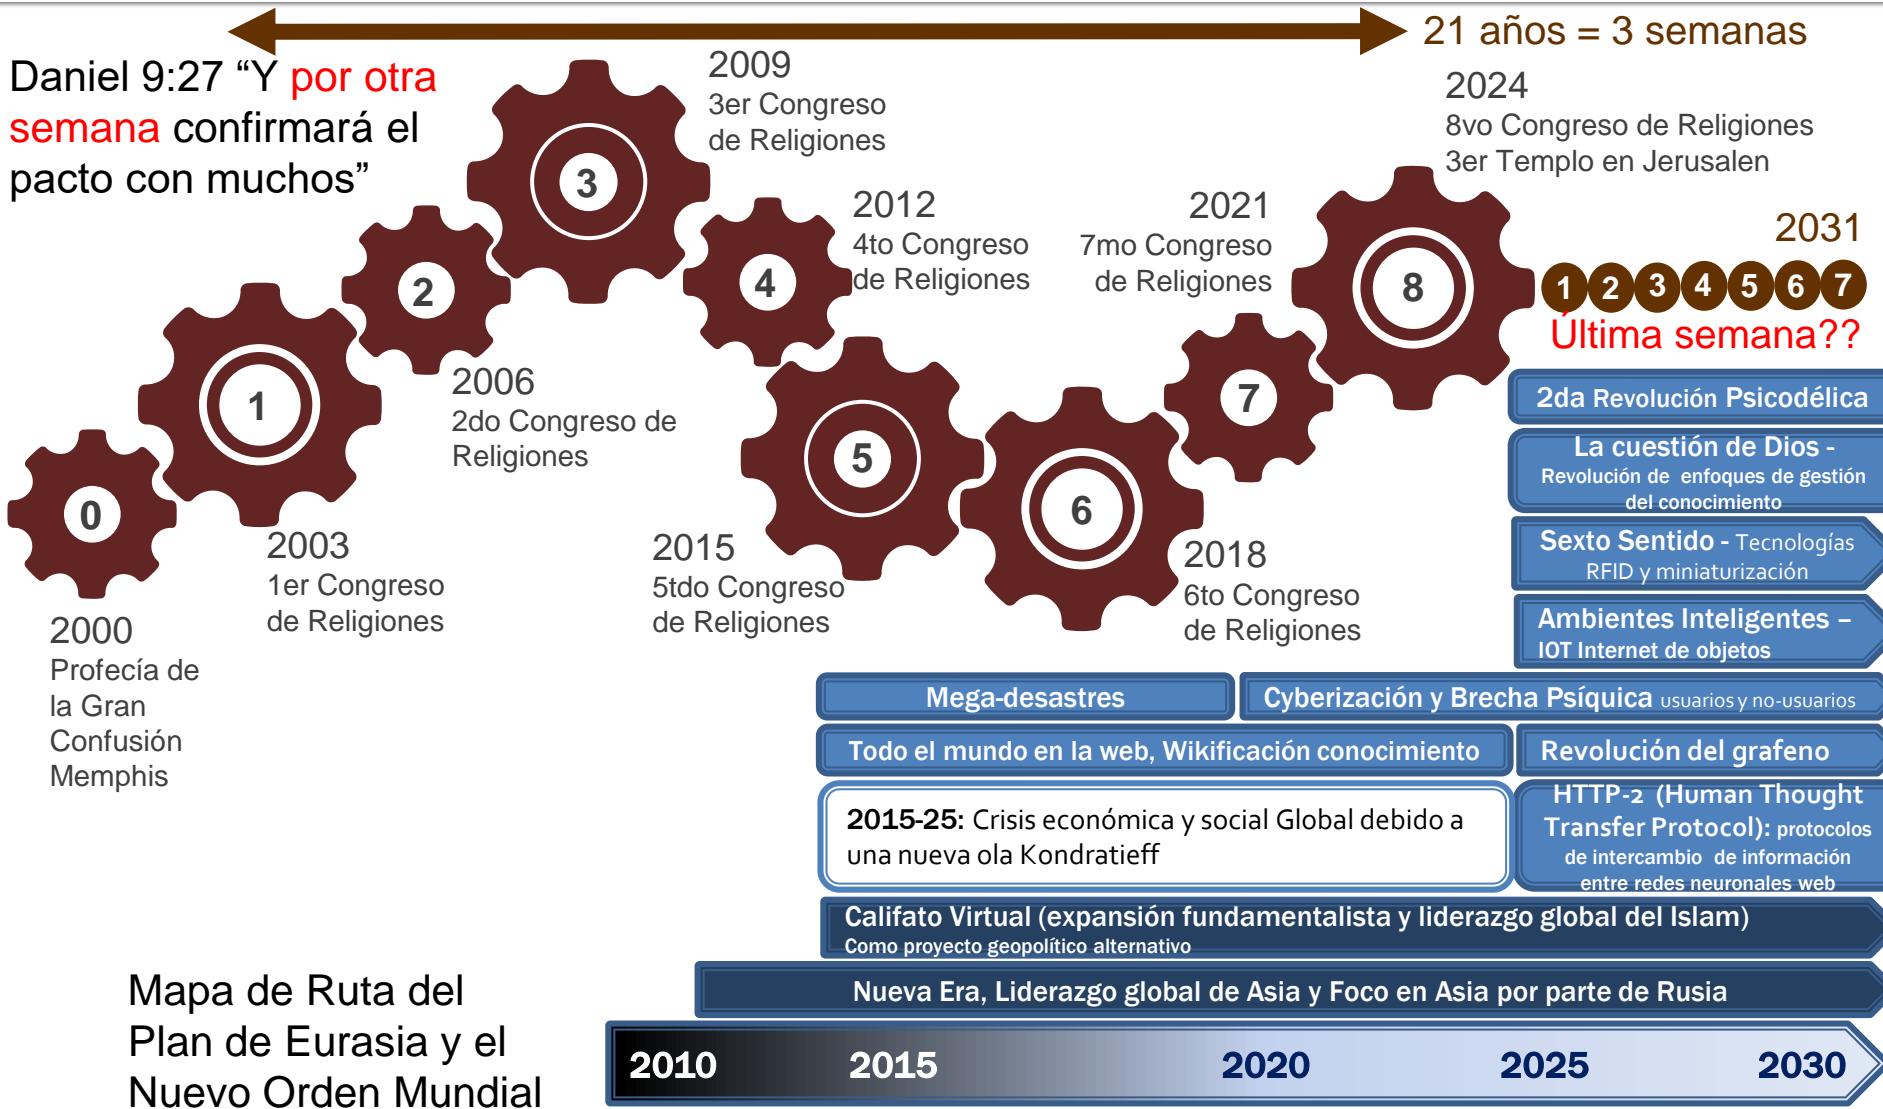 21 años = 3 semanas
Daniel 9:27 “Y por otra
semana confirmará el
pacto con muchos”
2009
3er Congreso
de Religiones
2024
8vo Congreso de Religiones
3er Templo en Jerusalen
3
2012
4to Congreso
de Religiones
2021
7mo Congreso
de Religiones
2031
2
4
8
1 2 3 4 5 6 7
Última semana??
2006
2do Congreso de
Religiones
1
5
7
0
6
2003
1er Congreso
de Religiones
2015
5tdo Congreso
de Religiones
2018
6to Congreso
de Religiones
2000
Profecía de
la Gran
Confusión
Memphis
2da Revolución Psicodélica
La cuestión de Dios -
Revolución de enfoques de gestión
del conocimiento
Sexto Sentido - Tecnologías
RFID y miniaturización
Ambientes Inteligentes –
IOT Internet de objetos
Mega-desastres
Cyberización y Brecha Psíquica usuarios y no-usuarios
Todo el mundo en la web, Wikificación conocimiento
Revolución del grafeno
2015-25: Crisis económica y social Global debido a
una nueva ola Kondratieff
HTTP-2 (Human Thought
Transfer Protocol): protocolos
de intercambio de información
entre redes neuronales web
Califato Virtual (expansión fundamentalista y liderazgo global del Islam)
Como proyecto geopolítico alternativo
Nueva Era, Liderazgo global de Asia y Foco en Asia por parte de Rusia
Mapa de Ruta del
Plan de Eurasia y el
Nuevo Orden Mundial
2010 2015 2020 2025 2030